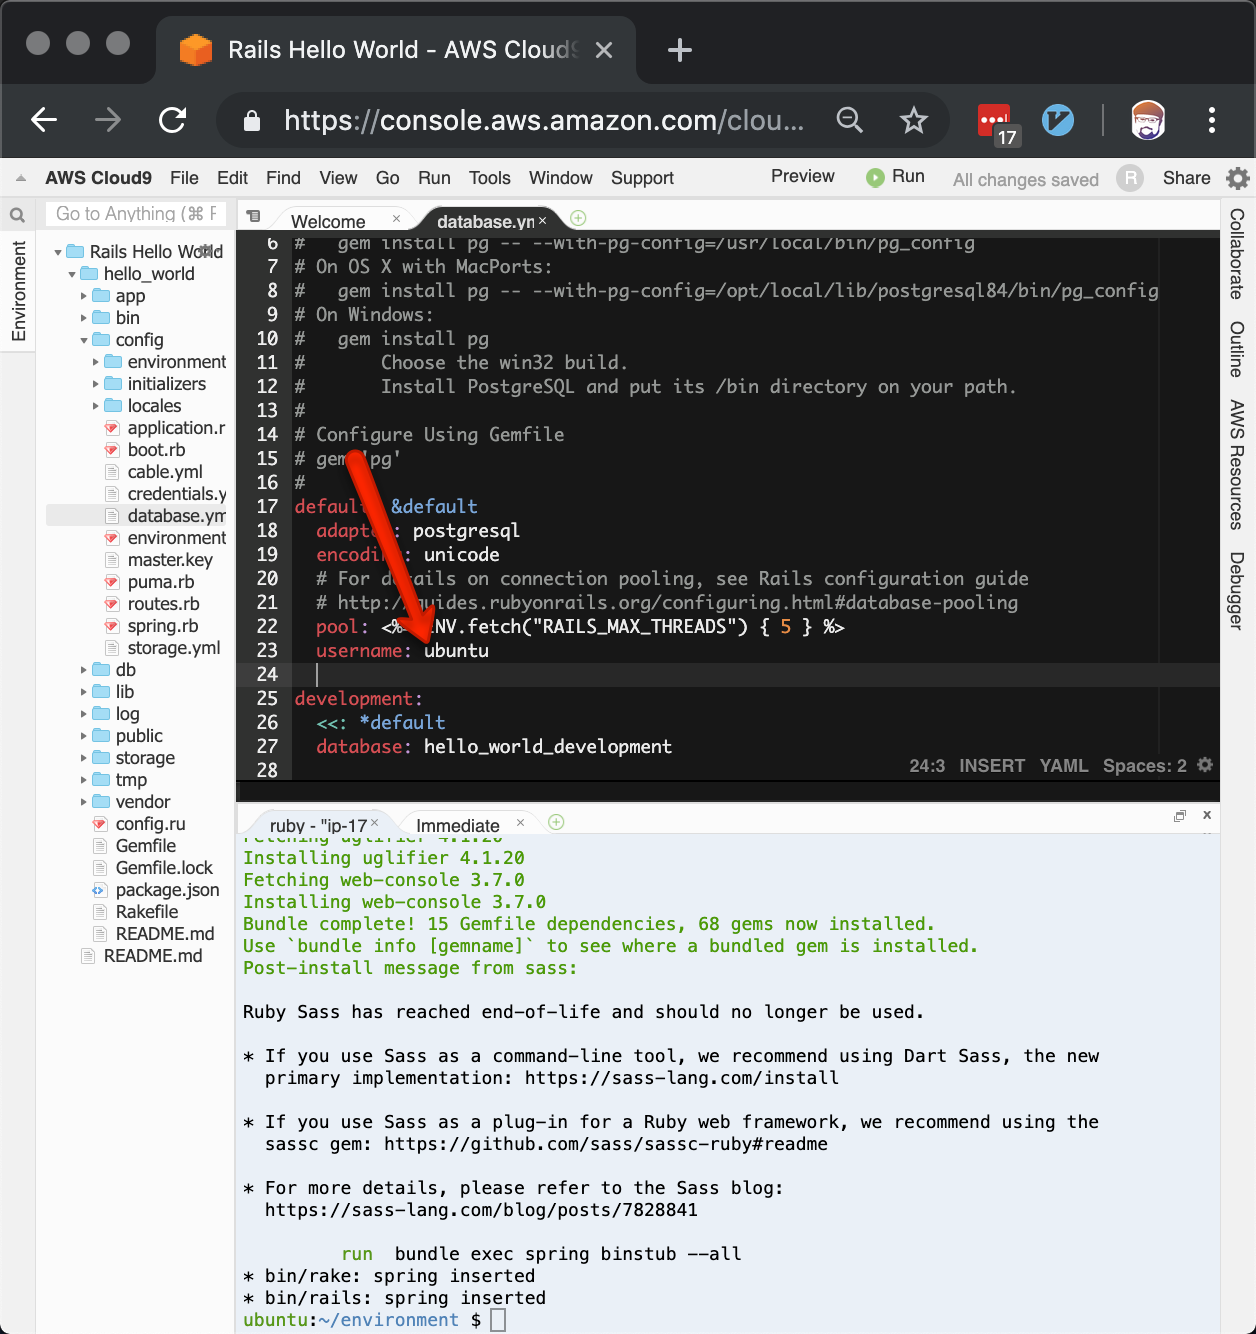 Rails Hello World - AWS Cloud9
https://console.aws.amazon.com/clou...
17
AWS Cloud9 File Edit Find View Go Run Tools Window Support Preview Run All changes saved R Share
Go to Anything (⌘ P
Environment
Rails Hello World
hello_world
app
bin
config
environment
initializers
locales
application.r
boot.rb
cable.yml
credentials.y
database.ym
environment
master.key
puma.rb
routes.rb
spring.rb
storage.yml
db
lib
log
public
storage
tmp
vendor
config.ru
Gemfile
Gemfile.lock
package.json
Rakefile
README.md
README.md
Welcome database.ym
6 #   gem install pg -- --with-pg-config=/usr/local/bin/pg_config
7 # On OS X with MacPorts:
8 #   gem install pg -- --with-pg-config=/opt/local/lib/postgresql84/bin/pg_config
9 # On Windows:
10 #   gem install pg
11 #       Choose the win32 build.
12 #       Install PostgreSQL and put its /bin directory on your path.
13 #
14 # Configure Using Gemfile
15 # gem 'pg'
16 #
17 default: &default
18   adapter: postgresql
19   encoding: unicode
20   # For details on connection pooling, see Rails configuration guide
21   # http://guides.rubyonrails.org/configuring.html#database-pooling
22   pool: <%= ENV.fetch("RAILS_MAX_THREADS") { 5 } %>
23   username: ubuntu
24
25 development:
26   <<: *default
27   database: hello_world_development
28
24:3 INSERT YAML Spaces: 2
Collaborate
Outline
AWS Resources
Debugger
ruby - "ip-17 Immediate
Fetching uglifier 4.1.20
Installing uglifier 4.1.20
Fetching web-console 3.7.0
Installing web-console 3.7.0
Bundle complete! 15 Gemfile dependencies, 68 gems now installed.
Use `bundle info [gemname]` to see where a bundled gem is installed.
Post-install message from sass:
Ruby Sass has reached end-of-life and should no longer be used.
* If you use Sass as a command-line tool, we recommend using Dart Sass, the new
primary implementation: https://sass-lang.com/install
* If you use Sass as a plug-in for a Ruby web framework, we recommend using the
sassc gem: https://github.com/sass/sassc-ruby#readme
* For more details, please refer to the Sass blog:
https://sass-lang.com/blog/posts/7828841
run  bundle exec spring binstub --all
* bin/rake: spring inserted
* bin/rails: spring inserted
ubuntu:~/environment $